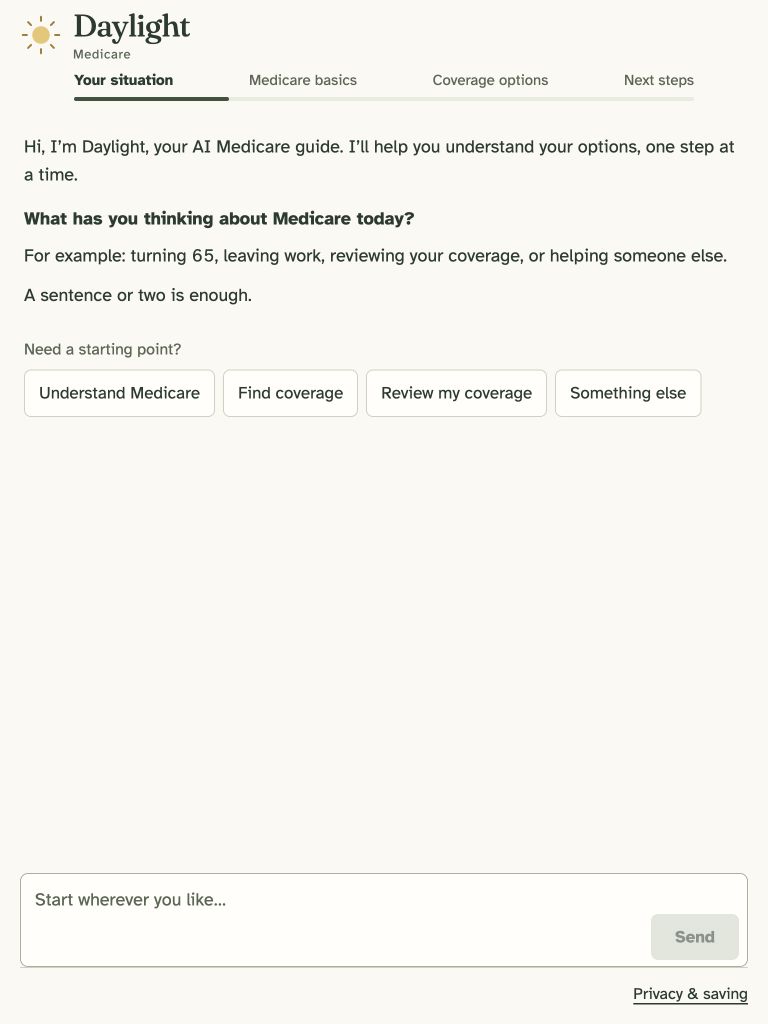 Daylight
Medicare
Your situation
Medicare basics
Coverage options
Next steps
Hi, I’m Daylight, your AI Medicare guide. I’ll help you understand your options, one step at
a time.
What has you thinking about Medicare today?
For example: turning 65, leaving work, reviewing your coverage, or helping someone else.
A sentence or two is enough.
Need a starting point?
Understand Medicare
Find coverage
Review my coverage
Something else
Start wherever you like...
Send
Privacy & saving